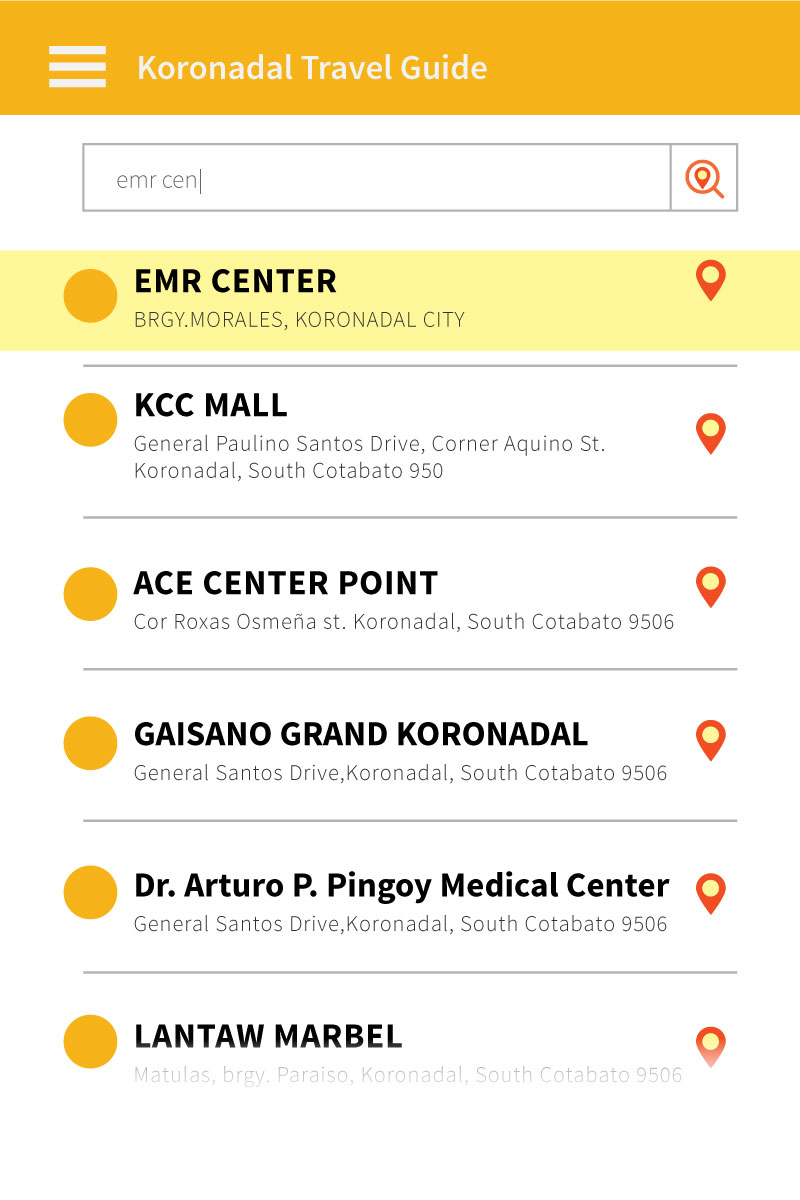 Koronadal Travel Guide
emr cen
EMR CENTER
BRGY.MORALES, KORONADAL CITY
KCC MALL
General Paulino Santos Drive, Corner Aquino St.
Koronadal, South Cotabato 950
ACE CENTER POINT
Cor Roxas Osmeña st. Koronadal, South Cotabato 9506
GAISANO GRAND KORONADAL
General Santos Drive,Koronadal, South Cotabato 9506
Dr. Arturo P. Pingoy Medical Center
General Santos Drive,Koronadal, South Cotabato 9506
LANTAW MARBEL
Matulas, brgy. Paraiso, Koronadal, South Cotabato 9506